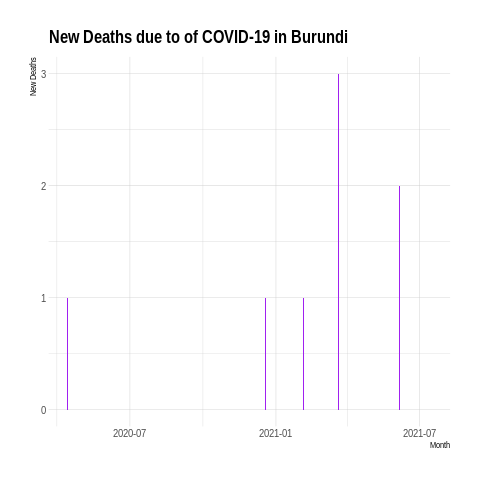 New Deaths due to of COVID-19 in Burundi
New Deaths
3
2
1
0
2020-07
2021-01
2021-07
Month